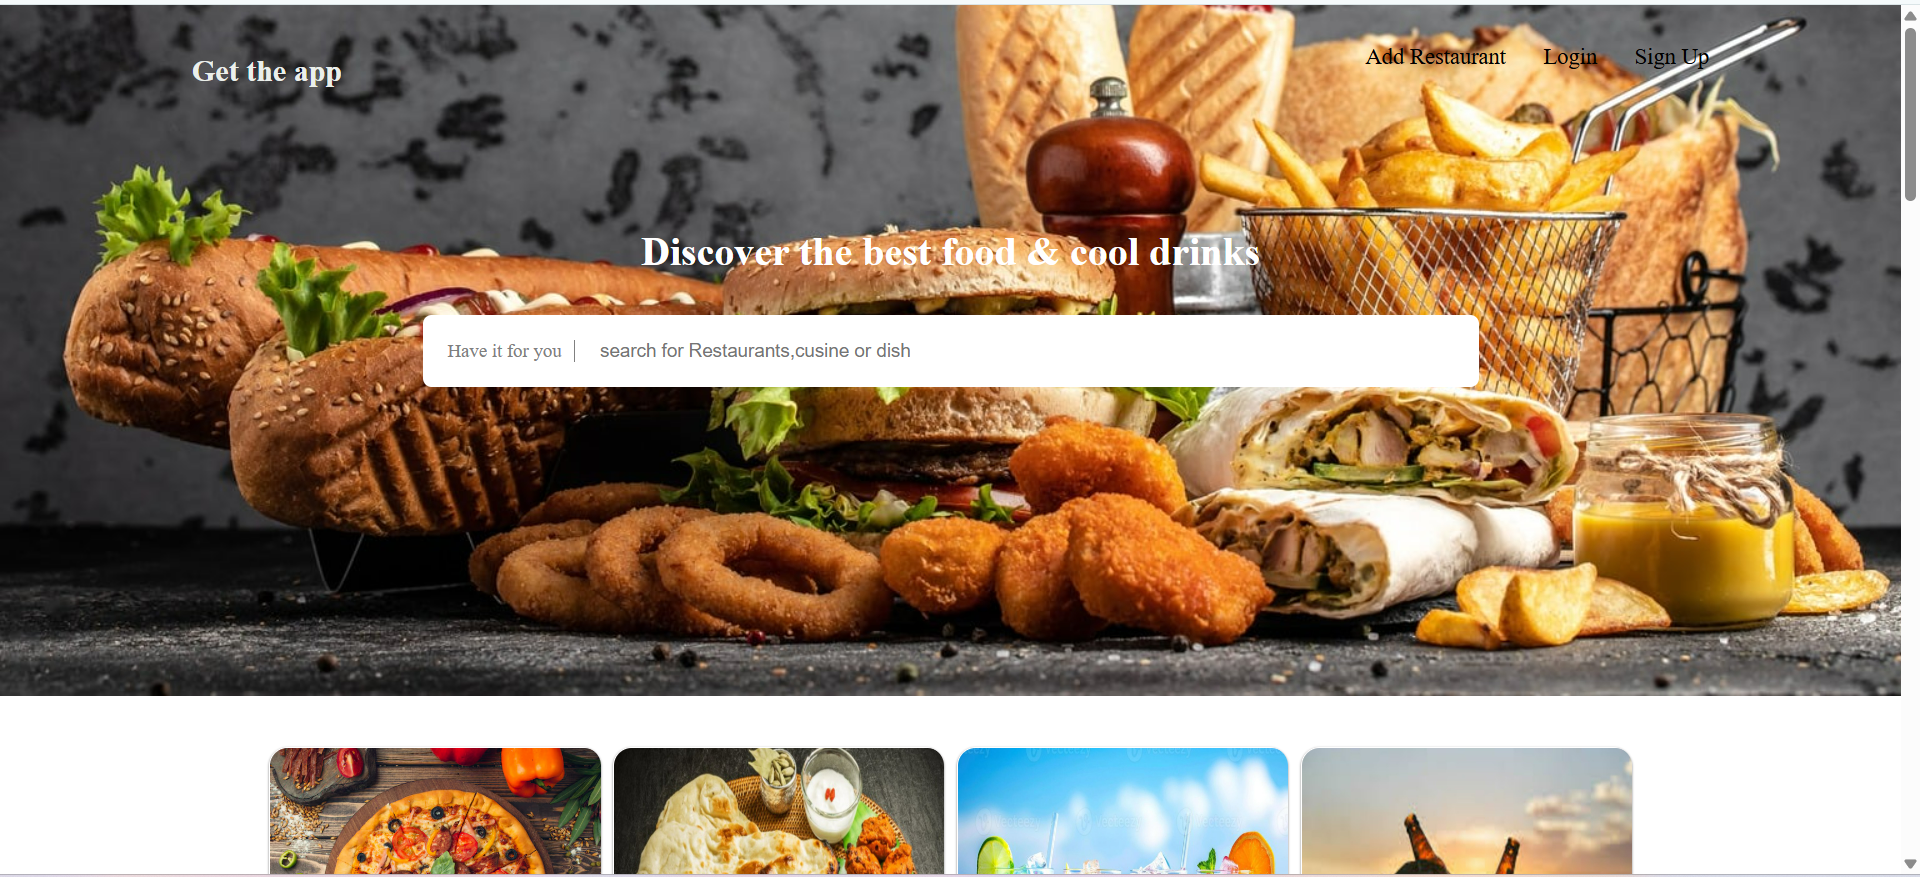 Get the app
Add Restaurant Login Sign Up
Discover the best food & cool drinks
Have it for you | search for Restaurants,cusine or dish